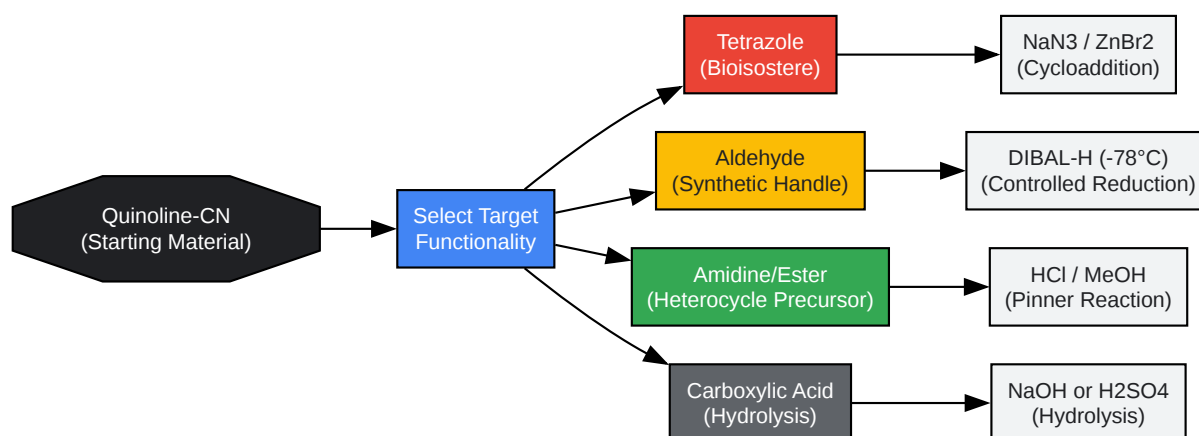 Quinoline-CN
(Starting Material)
Select Target
Functionality
Tetrazole
(Bioisostere)
NaN3 / ZnBr2
(Cycloaddition)
Aldehyde
(Synthetic Handle)
DIBAL-H (-78°C)
(Controlled Reduction)
Amidine/Ester
(Heterocycle Precursor)
HCl / MeOH
(Pinner Reaction)
Carboxylic Acid
(Hydrolysis)
NaOH or H2SO4
(Hydrolysis)